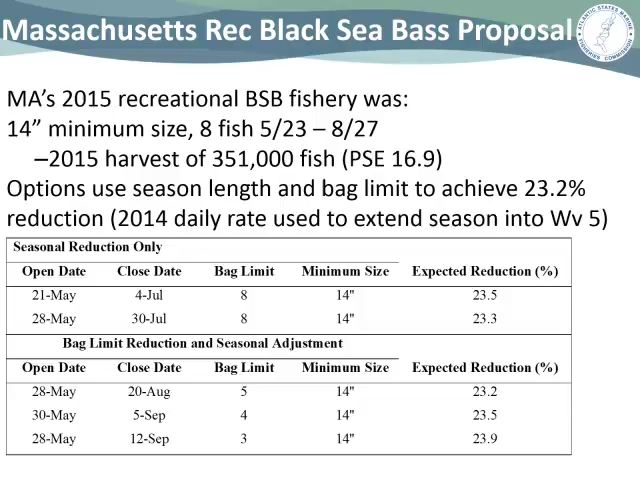 Massachusetts Rec Black Sea Bass Proposal
ATLANTIC STATES MARINE FISHERIES COMMISSION
MA’s 2015 recreational BSB fishery was:
14” minimum size, 8 fish 5/23 – 8/27
–2015 harvest of 351,000 fish (PSE 16.9)
Options use season length and bag limit to achieve 23.2%
reduction (2014 daily rate used to extend season into Wv 5)
Seasonal Reduction Only
Open Date Close Date Bag Limit Minimum Size Expected Reduction (%)
21-May 4-Jul 8 14" 23.5
28-May 30-Jul 8 14" 23.3
Bag Limit Reduction and Seasonal Adjustment
Open Date Close Date Bag Limit Minimum Size Expected Reduction (%)
28-May 20-Aug 5 14" 23.2
30-May 5-Sep 4 14" 23.5
28-May 12-Sep 3 14" 23.9